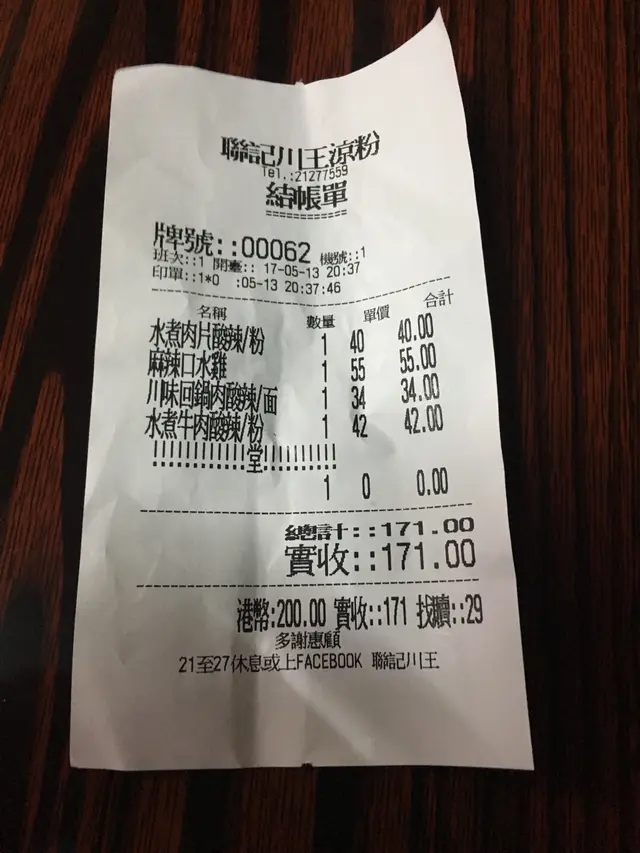 聯記川王涼粉
Tel.:21277559
結帳單
============
牌號::00062 機號::1
班次::1 開臺:: 17-05-13 20:37
印單::1*0 :05-13 20:37:46
名稱 數量 單價 合計
水煮肉片酸辣/粉 1 40 40.00
麻辣口水雞 1 55 55.00
川味回鍋肉酸辣/面 1 34 34.00
水煮牛肉酸辣/粉 1 42 42.00
!!!!!!!!!!!!堂!!!!!!!!!!
1 0 0.00
總計::171.00
實收::171.00
港幣:200.00 實收::171 找贖::29
多謝惠顧
21至27休息或上FACEBOOK 聯記川王